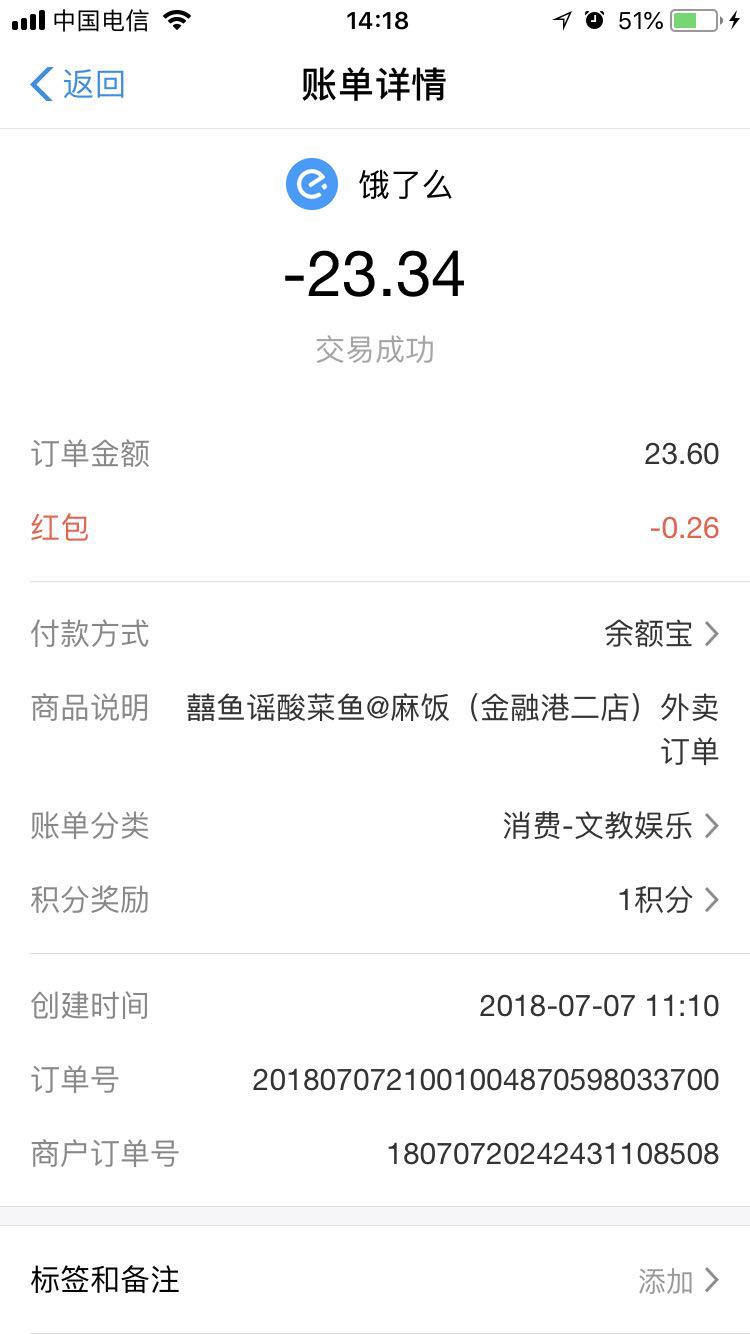 中国电信 14:18 51%
返回 账单详情
饿了么
-23.34
交易成功
订单金额 23.60
红包 -0.26
付款方式 余额宝
商品说明 囍鱼谣酸菜鱼@麻饭（金融港二店）外卖
订单
账单分类 消费-文教娱乐
积分奖励 1积分
创建时间 2018-07-07 11:10
订单号 2018070721001004870598033700
商户订单号 18070720242431108508
标签和备注 添加